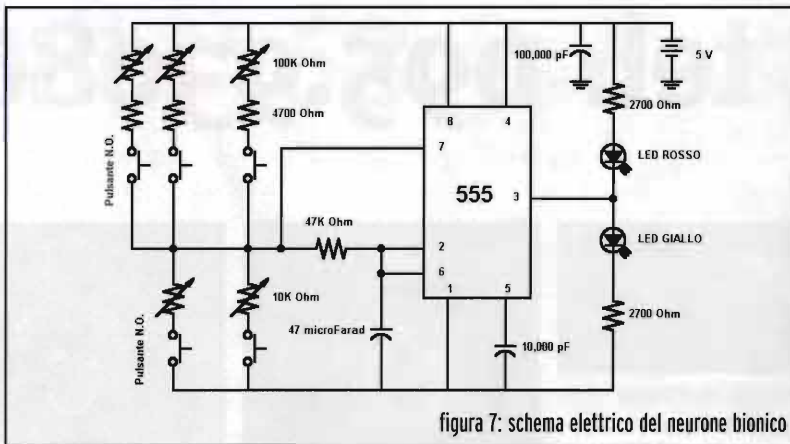 100K Ohm
4700 Ohm
Pulsante N.O.
47K Ohm
10K Ohm
Pulsante N.O.
47 microFarad
8
4
7
555
3
2
6
1
5
10,000 pF
100,000 pF
5 V
2700 Ohm
LED ROSSO
LED GIALLO
2700 Ohm
figura 7: schema elettrico del neurone bionico